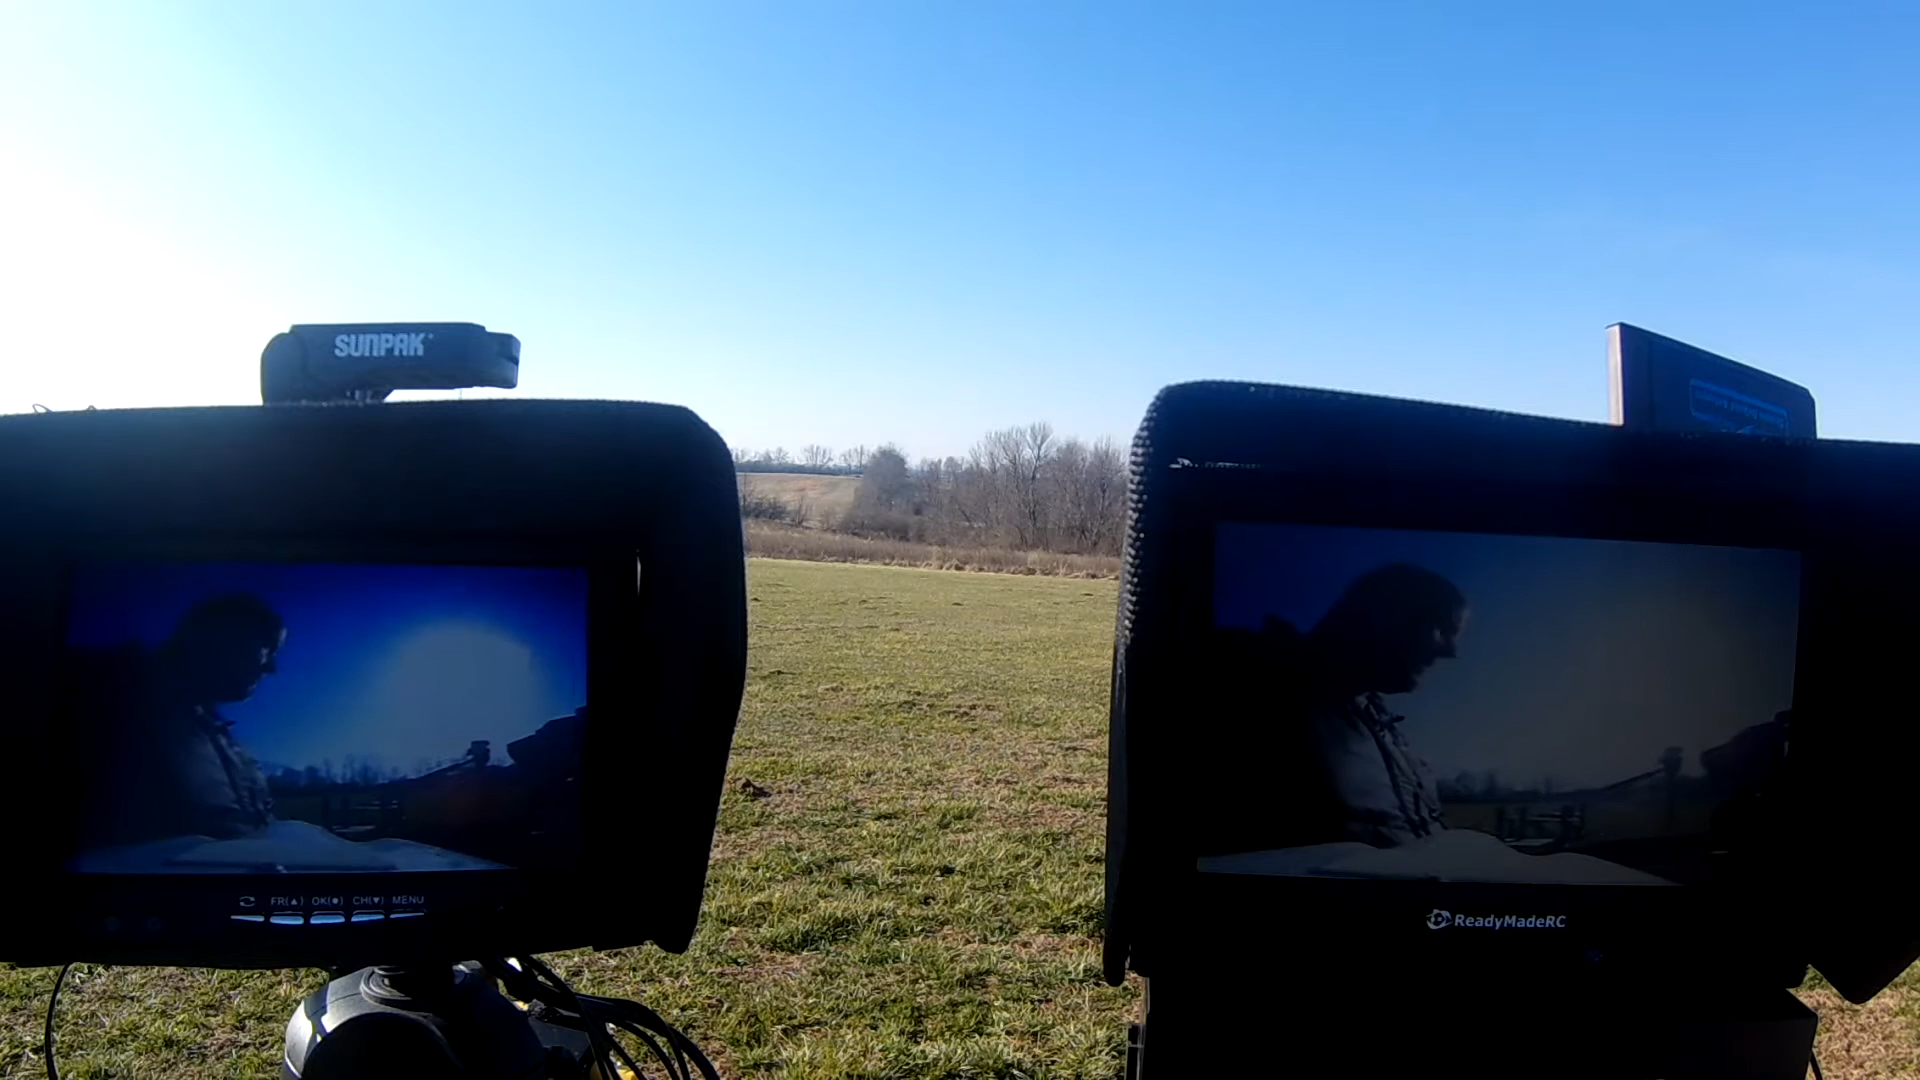 SUNPAK
FR(▲) OK(●) CH(▼) MENU
ReadyMadeRC